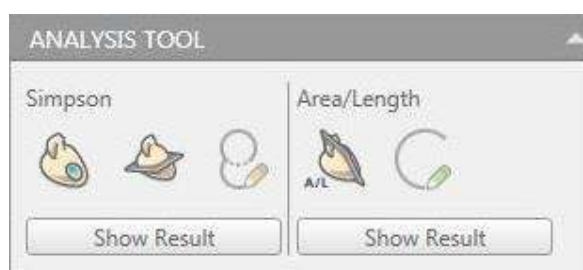 ANALYSIS TOOL
Simpson
Area/Length
A/L
Show Result
Show Result